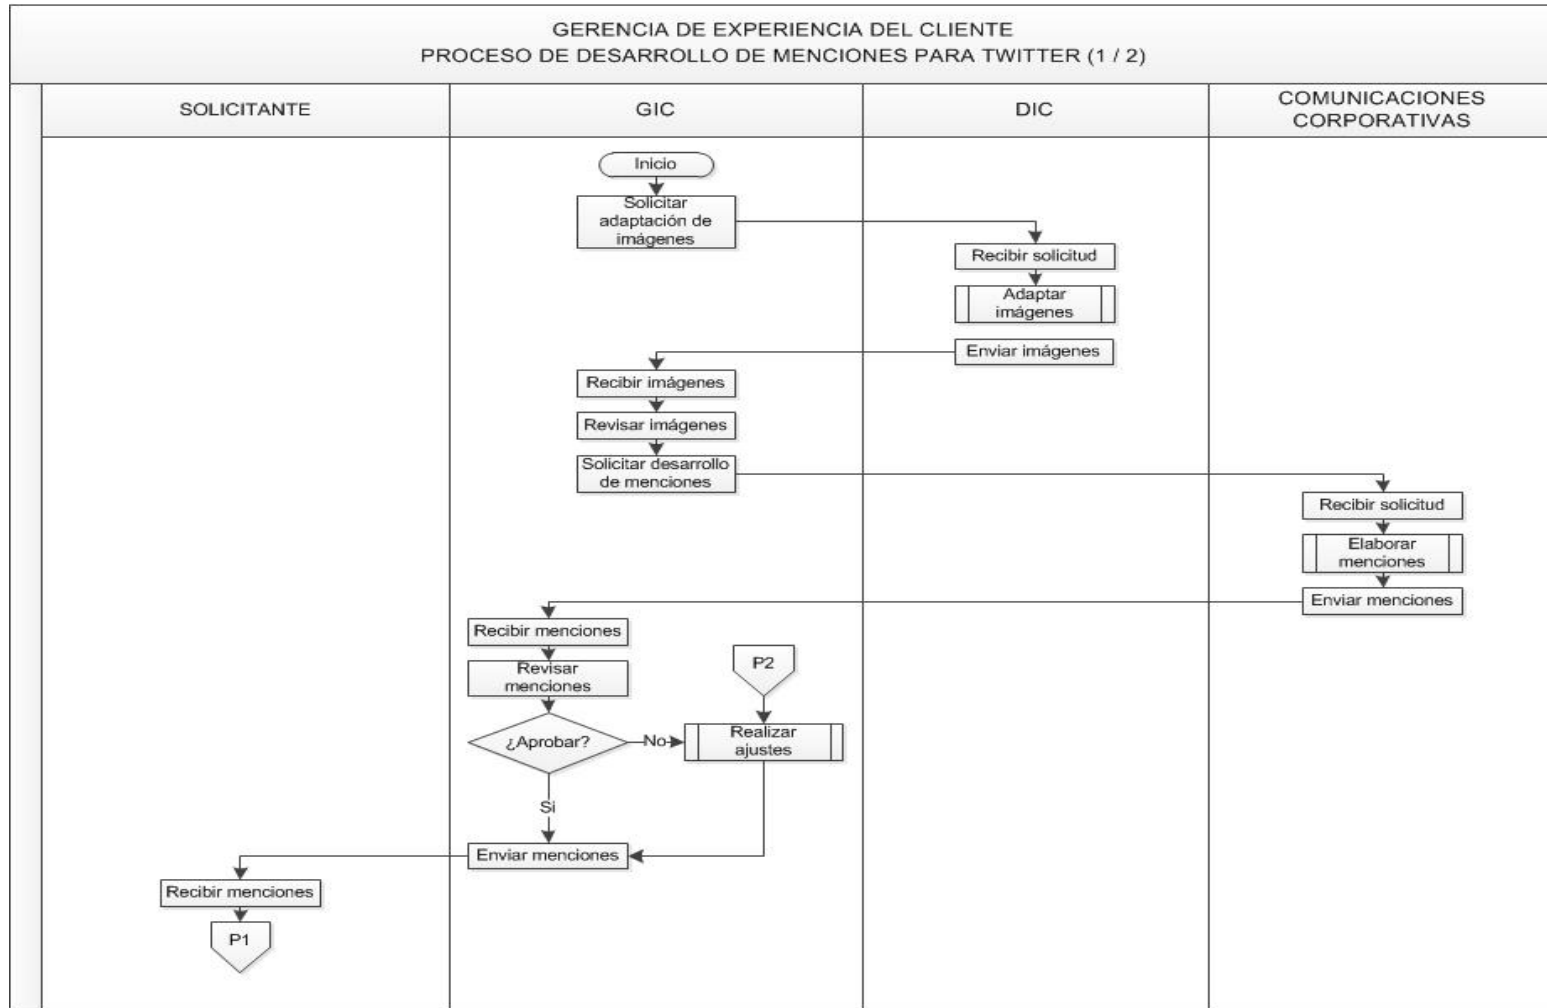 GERENCIA DE EXPERIENCIA DEL CLIENTE
PROCESO DE DESARROLLO DE MENCIONES PARA TWITTER (1 / 2)
SOLICITANTE
GIC
DIC
COMUNICACIONES
CORPORATIVAS
Inicio
Solicitar
adaptación de
imágenes
Recibir solicitud
Adaptar
imágenes
Enviar imágenes
Recibir imágenes
Revisar imágenes
Solicitar desarrollo
de menciones
Recibir solicitud
Elaborar
menciones
Enviar menciones
Recibir menciones
Revisar
menciones
P2
¿Aprobar?
No
Realizar
ajustes
Si
Enviar menciones
Recibir menciones
P1